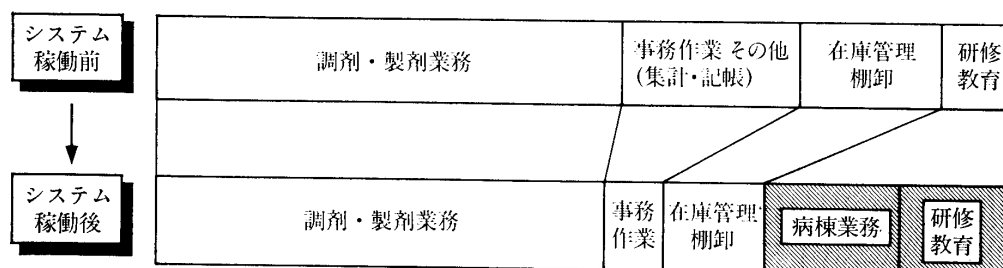 システム
稼働前
調剤・製剤業務
事務作業 その他
(集計・記帳)
在庫管理
棚卸
研修
教育
システム
稼働後
調剤・製剤業務
事務
作業
在庫管理
棚卸
病棟業務
研修
教育